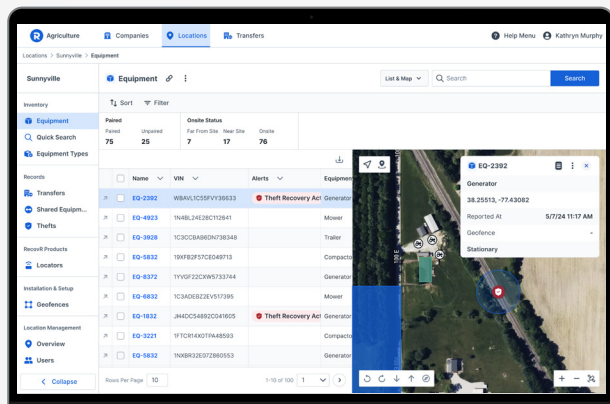 R Agriculture Companies Locations Transfers Help Menu Kathryn Murphy
Locations > Sunnyville > Equipment
Sunnyville Equipment List & Map Search Search
Inventory
Equipment
Quick Search
Equipment Types
Records
Transfers
Shared Equipm...
Thefts
RecovR Products
Locators
Installation & Setup
Geofences
Location Management
Overview
Users
Collapse
Sort Filter
Paired Onsite Status
Paired Unpaired Far From Site Near Site Onsite
75 25 7 17 76
Name VIN Alerts Equipmen
EQ-2392 WBAVL1C55FVY36633 Theft Recovery Act Generator
EQ-4923 1N4BL24E28C112641 Mower
EQ-3928 1C3CCBAB6DN738348 Trailer
EQ-5832 19XFB2F57CE049713 Compacto
EQ-8372 1YVGF22CXW5733744 Generator
EQ-6832 1C3ADEBZ2EV517395 Mower
EQ-1832 JM4DC54892C041605 Theft Recovery Act Generator
EQ-3221 1FTCR14X0TPA48593 Compacto
EQ-5832 1NXBR32E07Z860553 Generator
Rows Per Page 10 1-10 of 100 1
EQ-2392
Generator
38.25513, -77.43082
Reported At 5/7/24 11:17 AM
Geofence -
Stationary
100 E